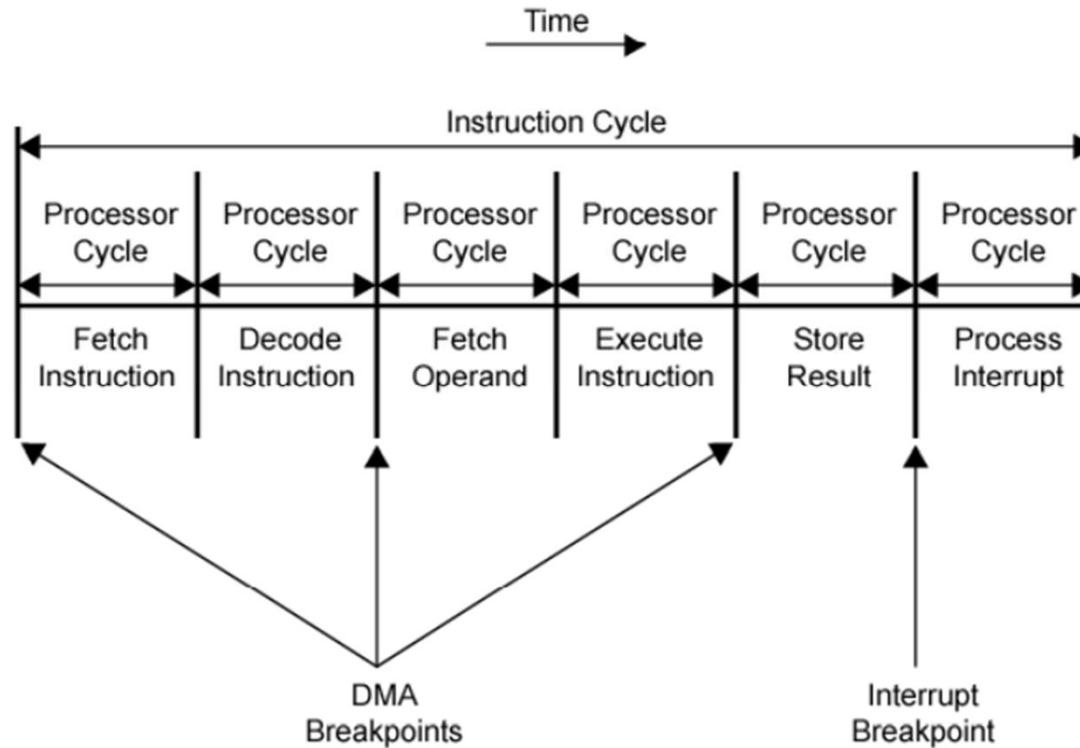 Time
Instruction Cycle
Processor Processor Processor Processor Processor Processor
Cycle Cycle Cycle Cycle Cycle Cycle
Fetch Decode Fetch Execute Store Process
Instruction Instruction Operand Instruction Result Interrupt
DMA Interrupt
Breakpoints Breakpoint